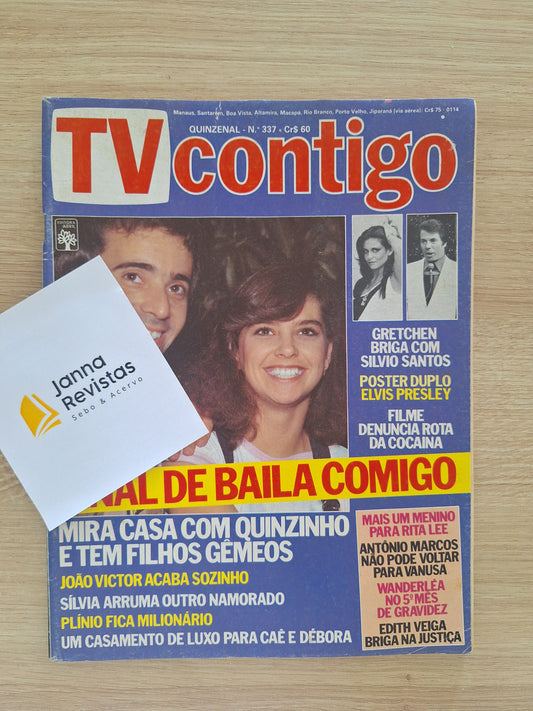 Manaus, Santarém, Boa Vista, Altamira, Macapá, Rio Branco, Porto Velho, Jiparaná (via aérea): Cr$ 75 - 0114
QUINZENAL - N.º 337 - Cr$ 60
TV contigo
EDITORA
ABRIL
GRETCHEN
BRIGA COM
SILVIO SANTOS
POSTER DUPLO
ELVIS PRESLEY
FILME
DENUNCIA ROTA
DA COCAINA
Janna
Revistas
Sebo & Acervo
NAL DE BAILA COMIGO
MIRA CASA COM QUINZINHO
E TEM FILHOS GÊMEOS
JOÃO VICTOR ACABA SOZINHO
SÍLVIA ARRUMA OUTRO NAMORADO
PLÍNIO FICA MILIONÁRIO
UM CASAMENTO DE LUXO PARA CAÊ E DÉBORA
MAIS UM MENINO
PARA RITA LEE
ANTÔNIO MARCOS
NÃO PODE VOLTAR
PARA VANUSA
WANDERLÉA
NO 5º MÊS
DE GRAVIDEZ
EDITH VEIGA
BRIGA NA JUSTIÇA